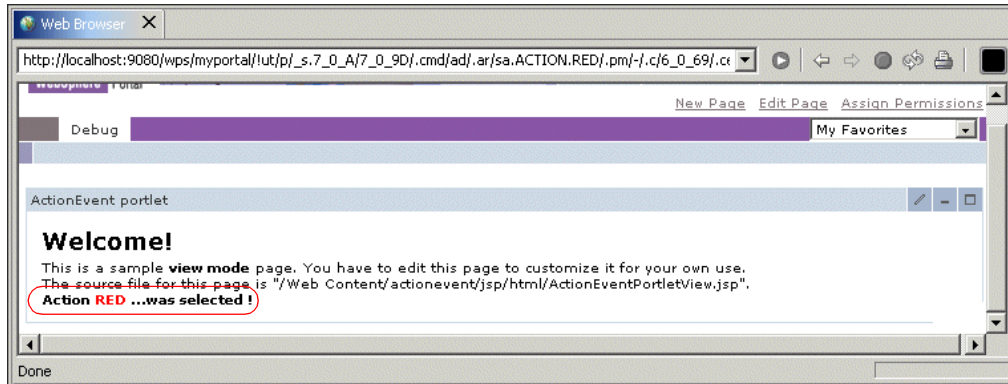 Web Browser
http://localhost:9080/wps/myportal/!ut/p/_s.7_0_A/7_0_9D/.cmd/ad/.ar/sa.ACTION.RED/.pm/-/.c/6_0_69/.ce
WebSphere Portal
New Page Edit Page Assign Permissions
Debug My Favorites
ActionEvent portlet
Welcome!
This is a sample view mode page. You have to edit this page to customize it for your own use.
The source file for this page is "/Web Content/actionevent/jsp/html/ActionEventPortletView.jsp".
Action RED ...was selected !
Done